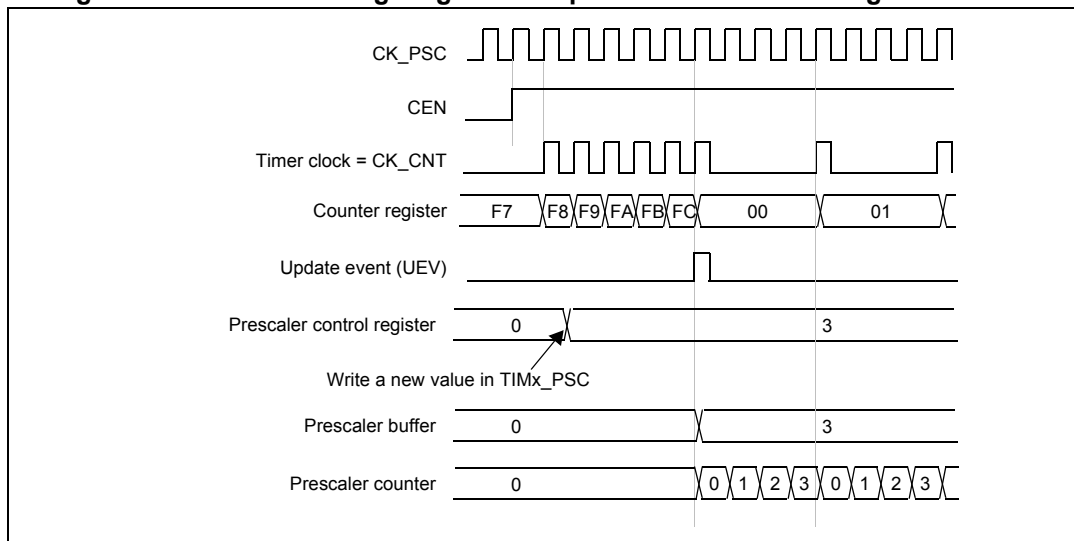 CK_PSC
CEN
Timer clock = CK_CNT
Counter register F7 F8 F9 FA FB FC 00 01
Update event (UEV)
Prescaler control register 0 3
Write a new value in TIMx_PSC
Prescaler buffer 0 3
Prescaler counter 0 0 1 2 3 0 1 2 3